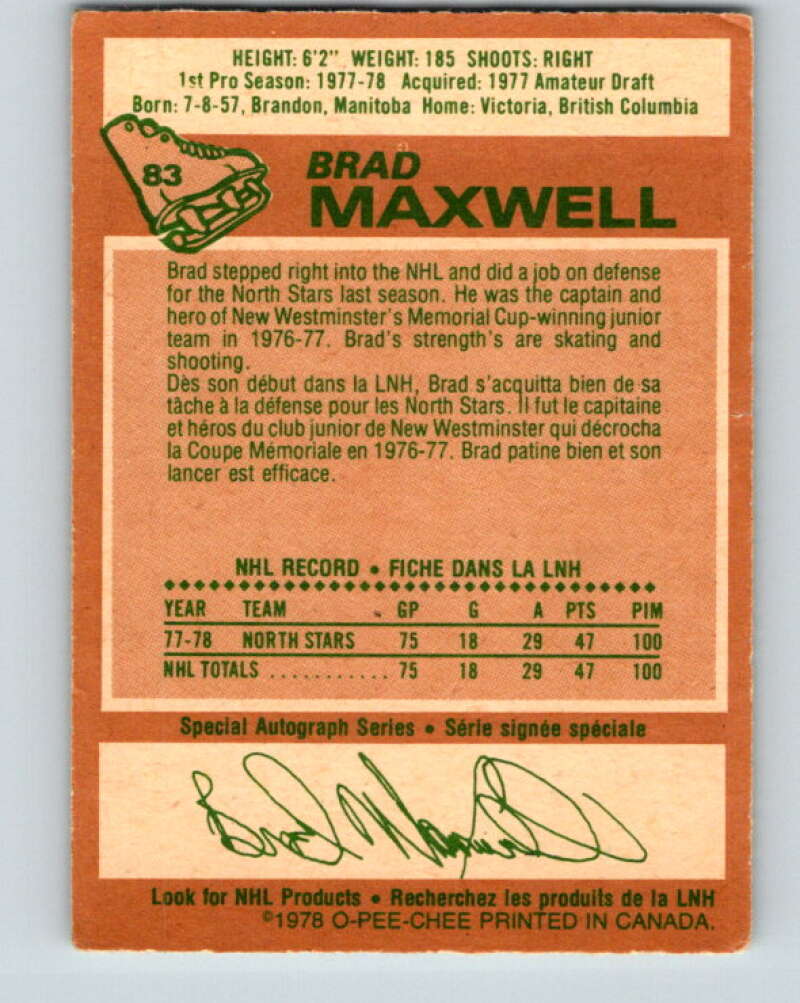 HEIGHT: 6'2" WEIGHT: 185 SHOOTS: RIGHT
1st Pro Season: 1977-78 Acquired: 1977 Amateur Draft
Born: 7-8-57, Brandon, Manitoba Home: Victoria, British Columbia
83
BRAD
MAXWELL
Brad stepped right into the NHL and did a job on defense
for the North Stars last season. He was the captain and
hero of New Westminster's Memorial Cup-winning junior
team in 1976-77. Brad's strength's are skating and
shooting.
Dès son début dans la LNH, Brad s'acquitta bien de sa
tâche à la défense pour les North Stars. Il fut le capitaine
et héros du club junior de New Westminster qui décrocha
la Coupe Mémoriale en 1976-77. Brad patine bien et son
lancer est efficace.
NHL RECORD • FICHE DANS LA LNH
YEAR TEAM GP G A PTS PIM
77-78 NORTH STARS 75 18 29 47 100
NHL TOTALS ........... 75 18 29 47 100
Special Autograph Series • Série signée spéciale
Brad Maxwell
Look for NHL Products • Recherchez les produits de la LNH
©1978 O-PEE-CHEE PRINTED IN CANADA.